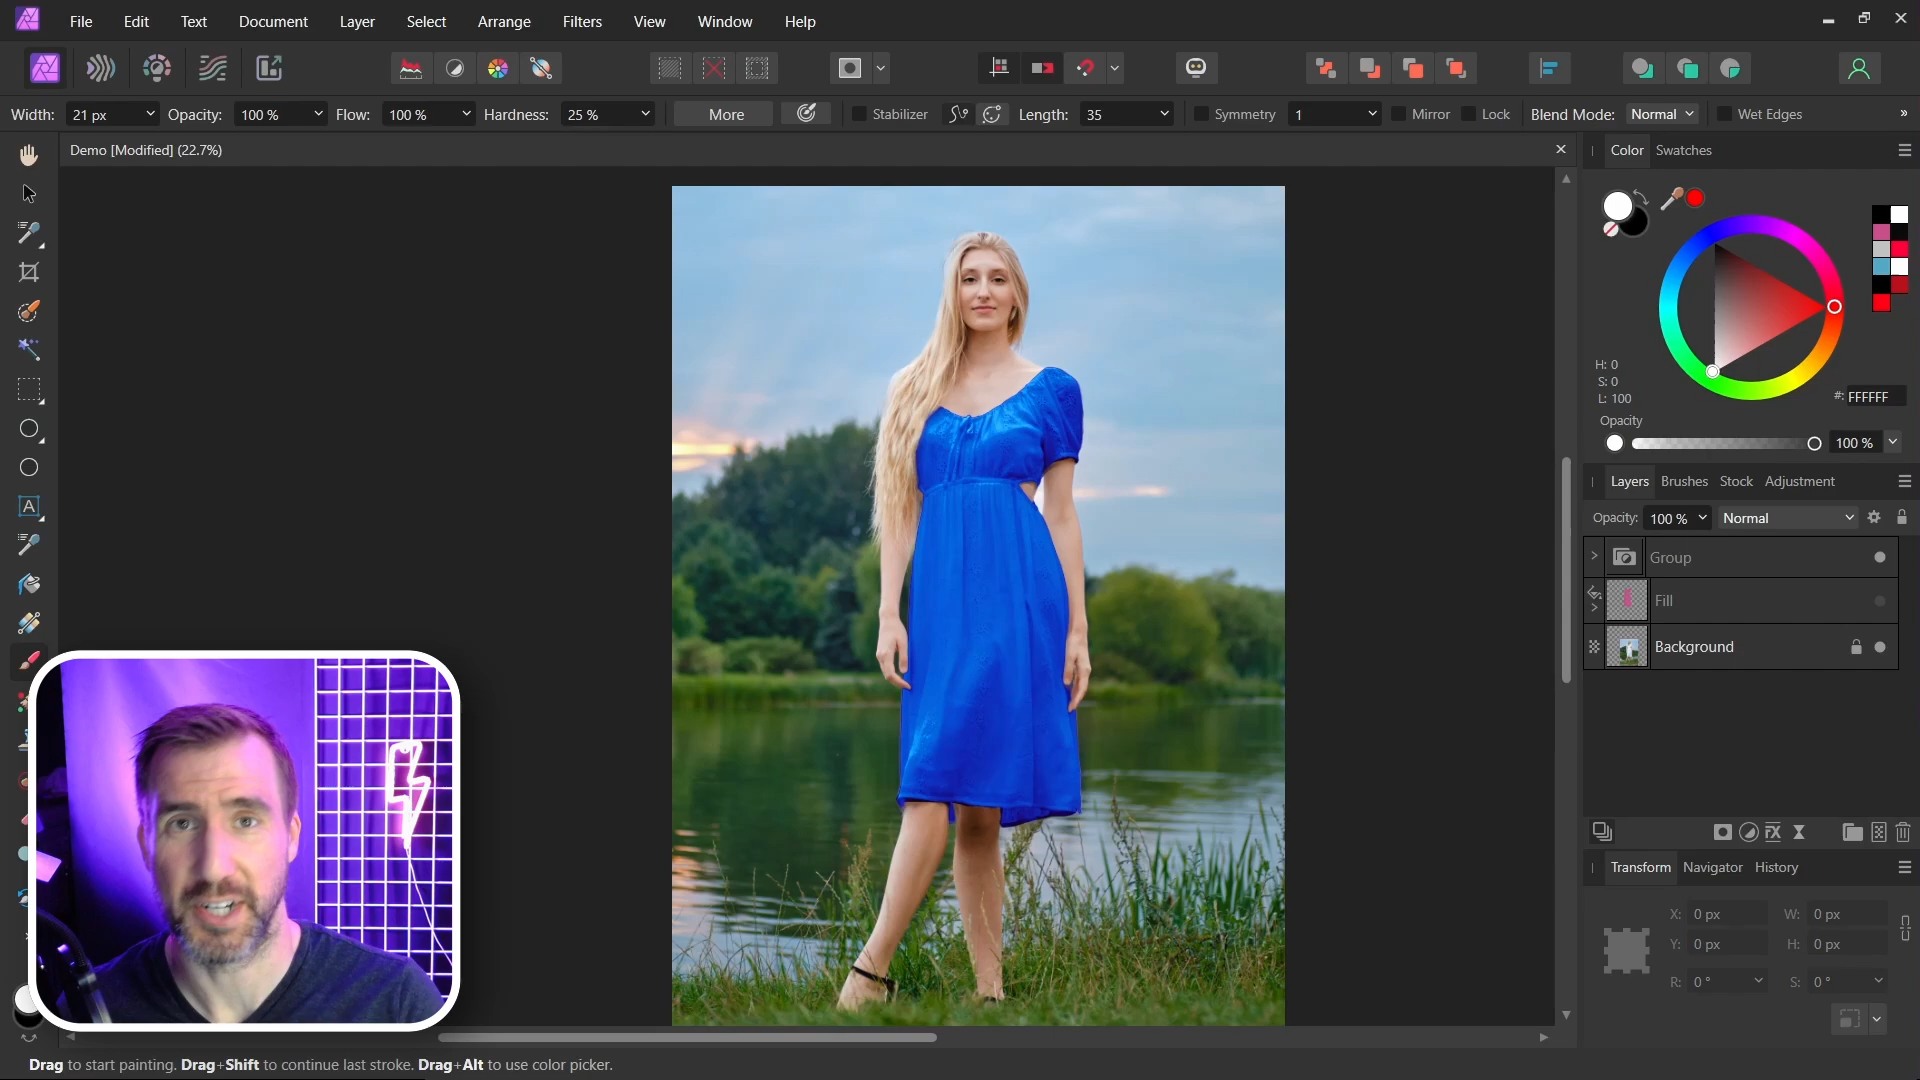 File Edit Text Document Layer Select Arrange Filters View Window Help
Width: 21 px Opacity: 100 % Flow: 100 % Hardness: 25 % More Stabilizer Length: 35 Symmetry 1 Mirror Lock Blend Mode: Normal Wet Edges »
Demo [Modified] (22.7%)
Color Swatches
H: 0
S: 0
L: 100
#: FFFFFF
Opacity
100 %
Layers Brushes Stock Adjustment
Opacity: 100 % Normal
Group
Fill
Background
Transform Navigator History
X: 0 px W: 0 px
Y: 0 px H: 0 px
R: 0 ° S: 0 °
Drag to start painting. Drag+Shift to continue last stroke. Drag+Alt to use color picker.